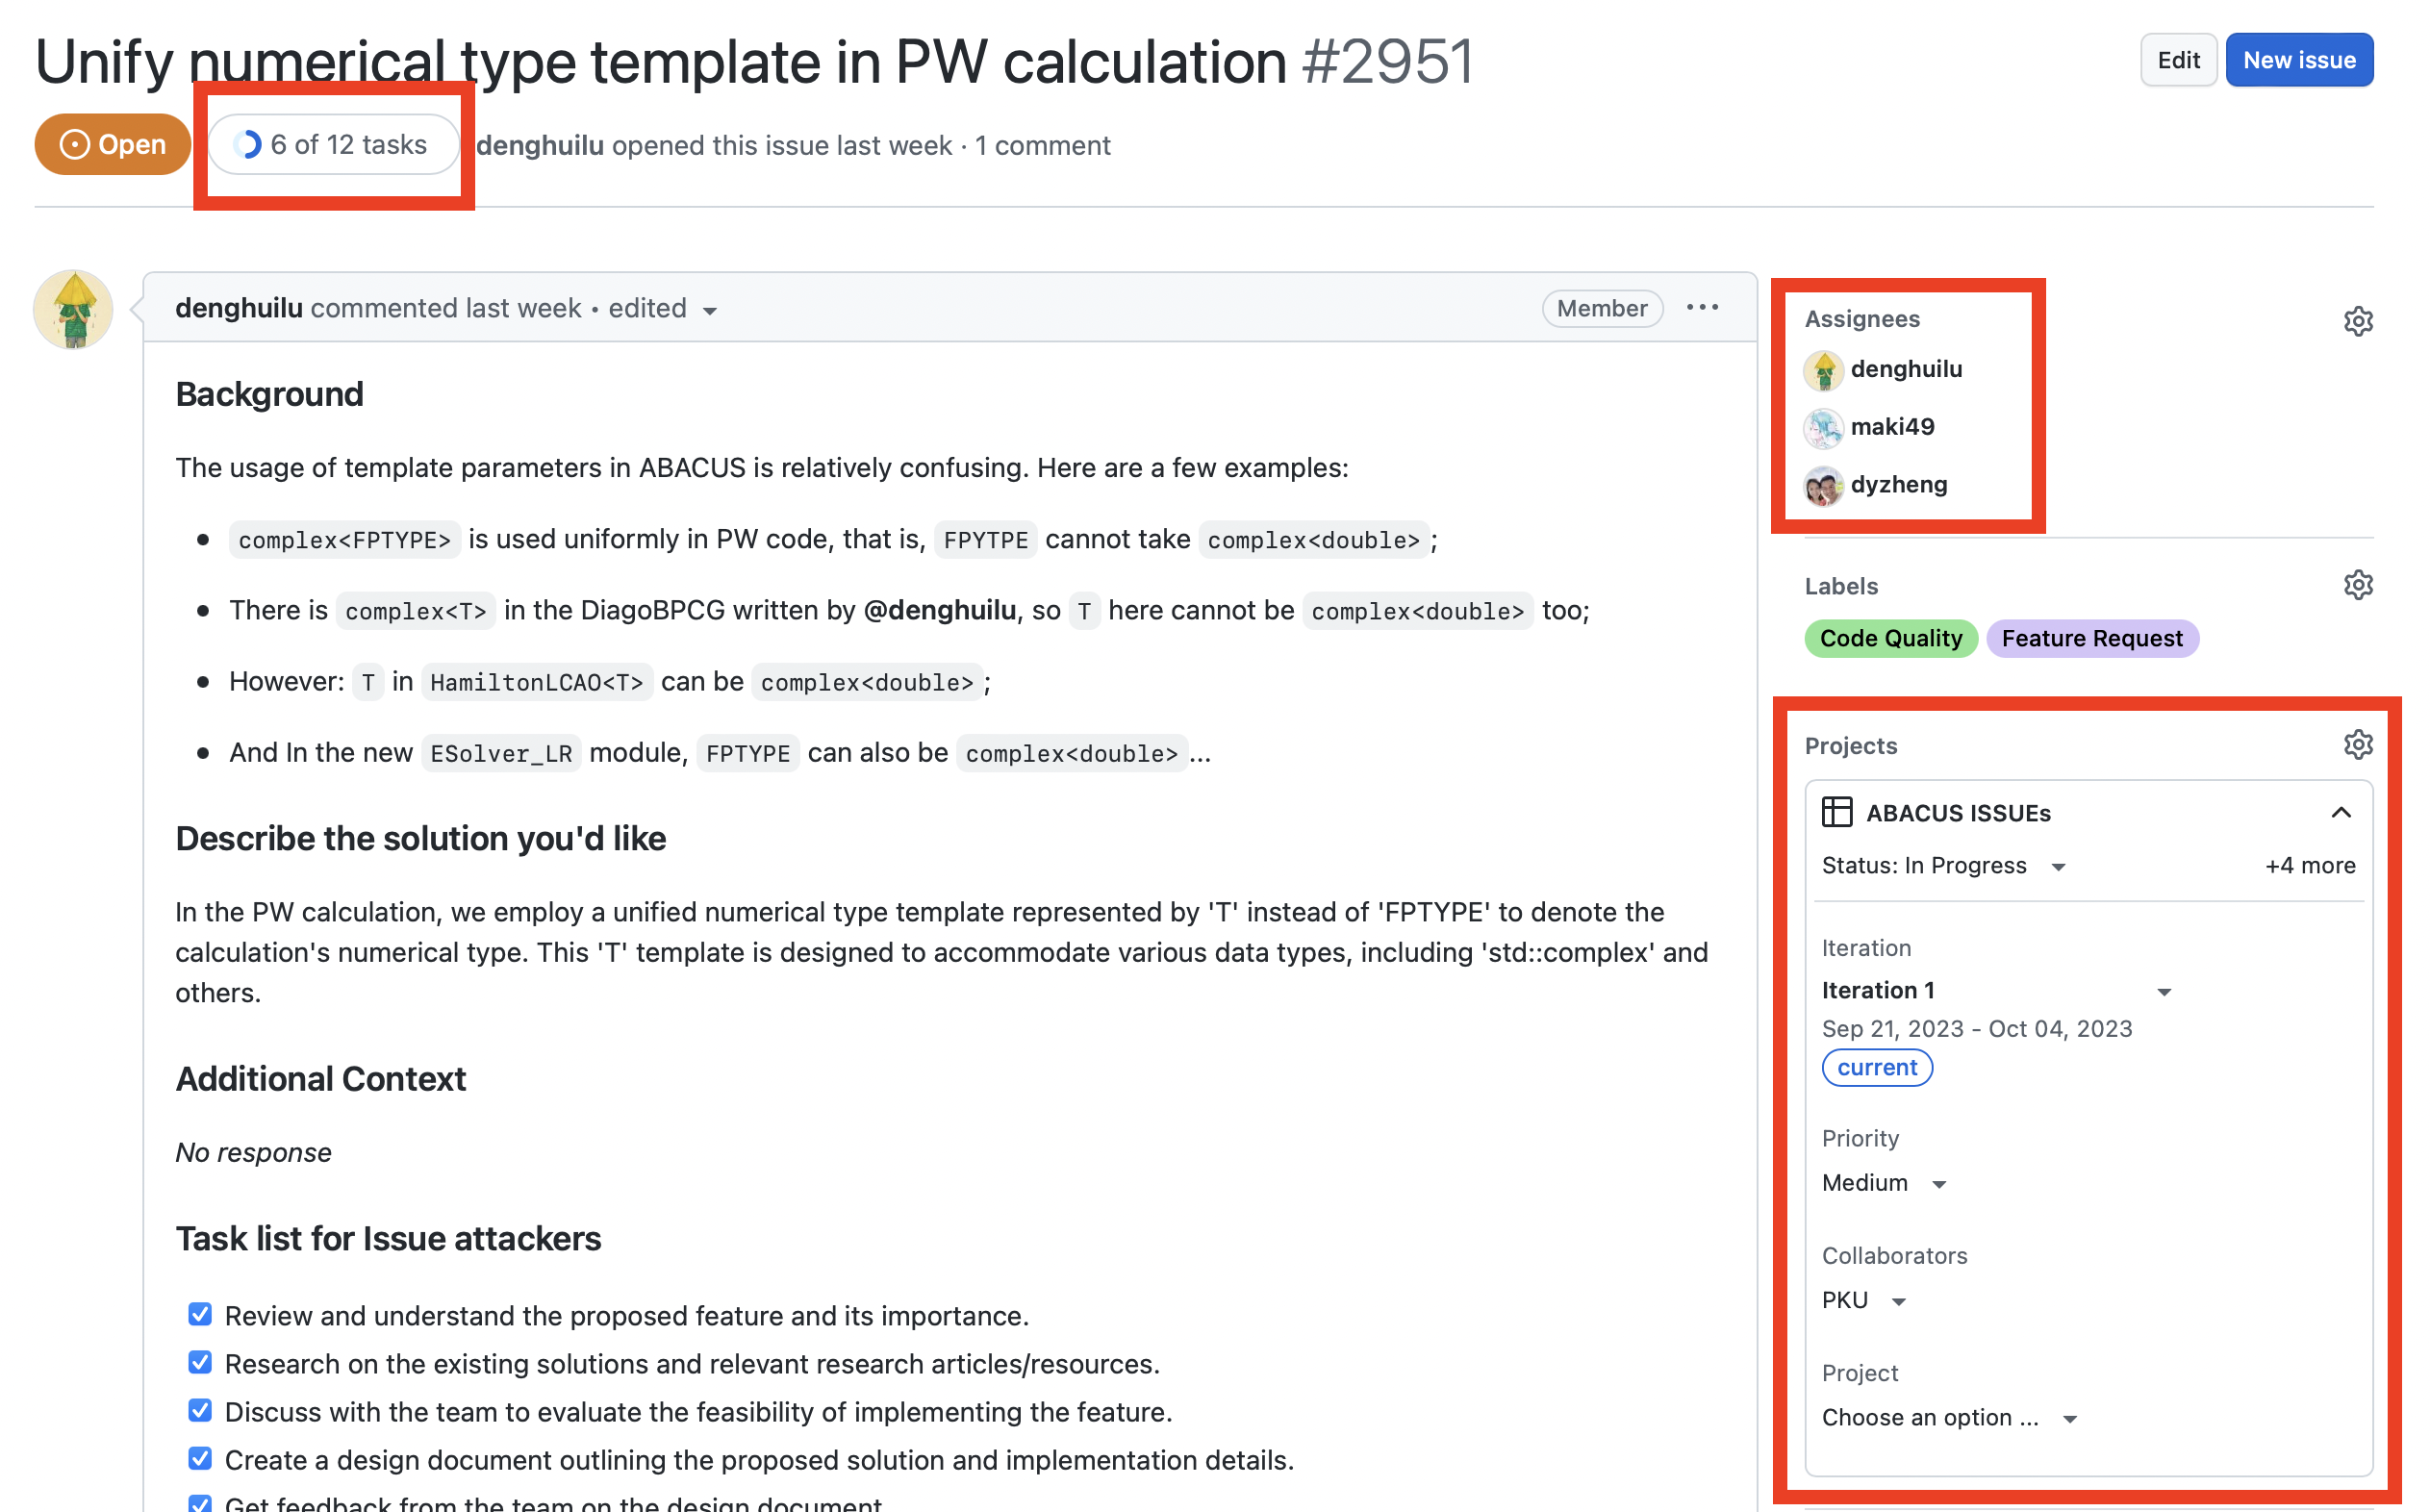 Unify numerical type template in PW calculation #2951
Edit
New issue
Open
6 of 12 tasks
denghuilu opened this issue last week · 1 comment
denghuilu commented last week • edited
Member
Background
The usage of template parameters in ABACUS is relatively confusing. Here are a few examples:
• complex<FPTYPE> is used uniformly in PW code, that is, FPYTPE cannot take complex<double>;
• There is complex<T> in the DiagoBPCG written by @denghuilu, so T here cannot be complex<double> too;
• However: T in HamiltonLCAO<T> can be complex<double>;
• And In the new ESolver_LR module, FPTYPE can also be complex<double>...
Describe the solution you'd like
In the PW calculation, we employ a unified numerical type template represented by 'T' instead of 'FPTYPE' to denote the
calculation's numerical type. This 'T' template is designed to accommodate various data types, including 'std::complex' and
others.
Additional Context
No response
Task list for Issue attackers
Review and understand the proposed feature and its importance.
Research on the existing solutions and relevant research articles/resources.
Discuss with the team to evaluate the feasibility of implementing the feature.
Create a design document outlining the proposed solution and implementation details.
Get feedback from the team on the design document
Assignees
denghuilu
maki49
dyzheng
Labels
Code Quality
Feature Request
Projects
ABACUS ISSUEs
Status: In Progress
+4 more
Iteration
Iteration 1
Sep 21, 2023 - Oct 04, 2023
current
Priority
Medium
Collaborators
PKU
Project
Choose an option ...